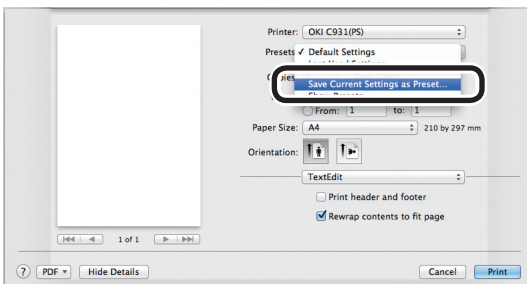 Printer: OKI C931(PS)
Presets ✓ Default Settings
Save Current Settings as Preset...
From: 1 to: 1
Paper Size: A4 210 by 297 mm
Orientation:
TextEdit
Print header and footer
Rewrap contents to fit page
1 of 1
? PDF Hide Details Cancel Print